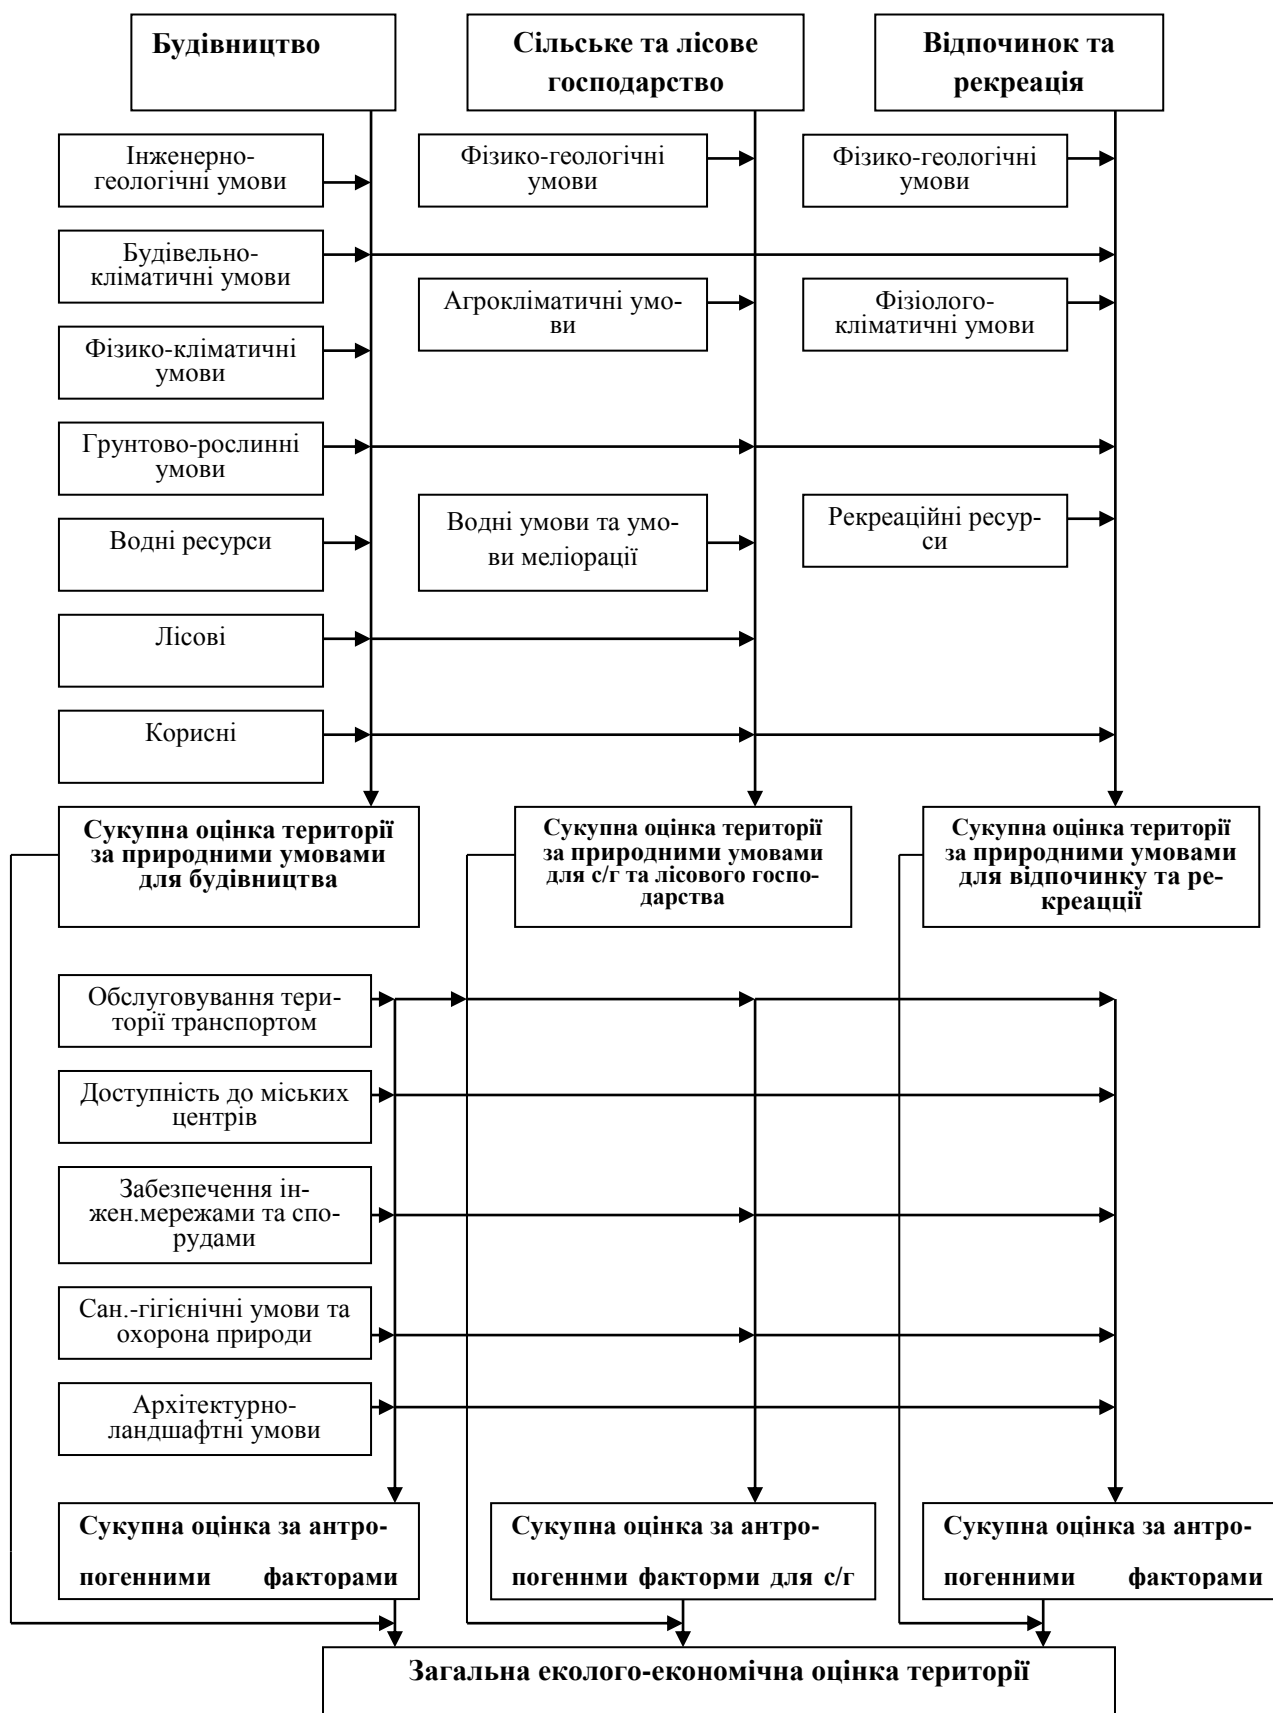 Будівництво
Сільське та лісове
господарство
Відпочинок та
рекреація
Інженерно-
геологічні умови
Фізико-геологічні
умови
Фізико-геологічні
умови
Будівельно-
кліматичні умови
Агрокліматичні умо-
ви
Фізіолого-
кліматичні умови
Фізико-кліматичні
умови
Грунтово-рослинні
умови
Водні ресурси
Водні умови та умо-
ви меліорації
Рекреаційні ресур-
си
Лісові
Корисні
Сукупна оцінка території
за природними умовами
для будівництва
Сукупна оцінка території
за природними умовами
для с/г та лісового госпо-
дарства
Сукупна оцінка території
за природними умовами
для відпочинку та ре-
креацції
Обслуговування тери-
торії транспортом
Доступність до міських
центрів
Забезпечення ін-
жен.мережами та спо-
рудами
Сан.-гігієнічні умови та
охорона природи
Архітектурно-
ландшафтні умови
Сукупна оцінка за антро-
погенними факторами
Сукупна оцінка за антро-
погеннми факторми для с/г
Сукупна оцінка за антро-
погенними факторами
Загальна еколого-економічна оцінка території